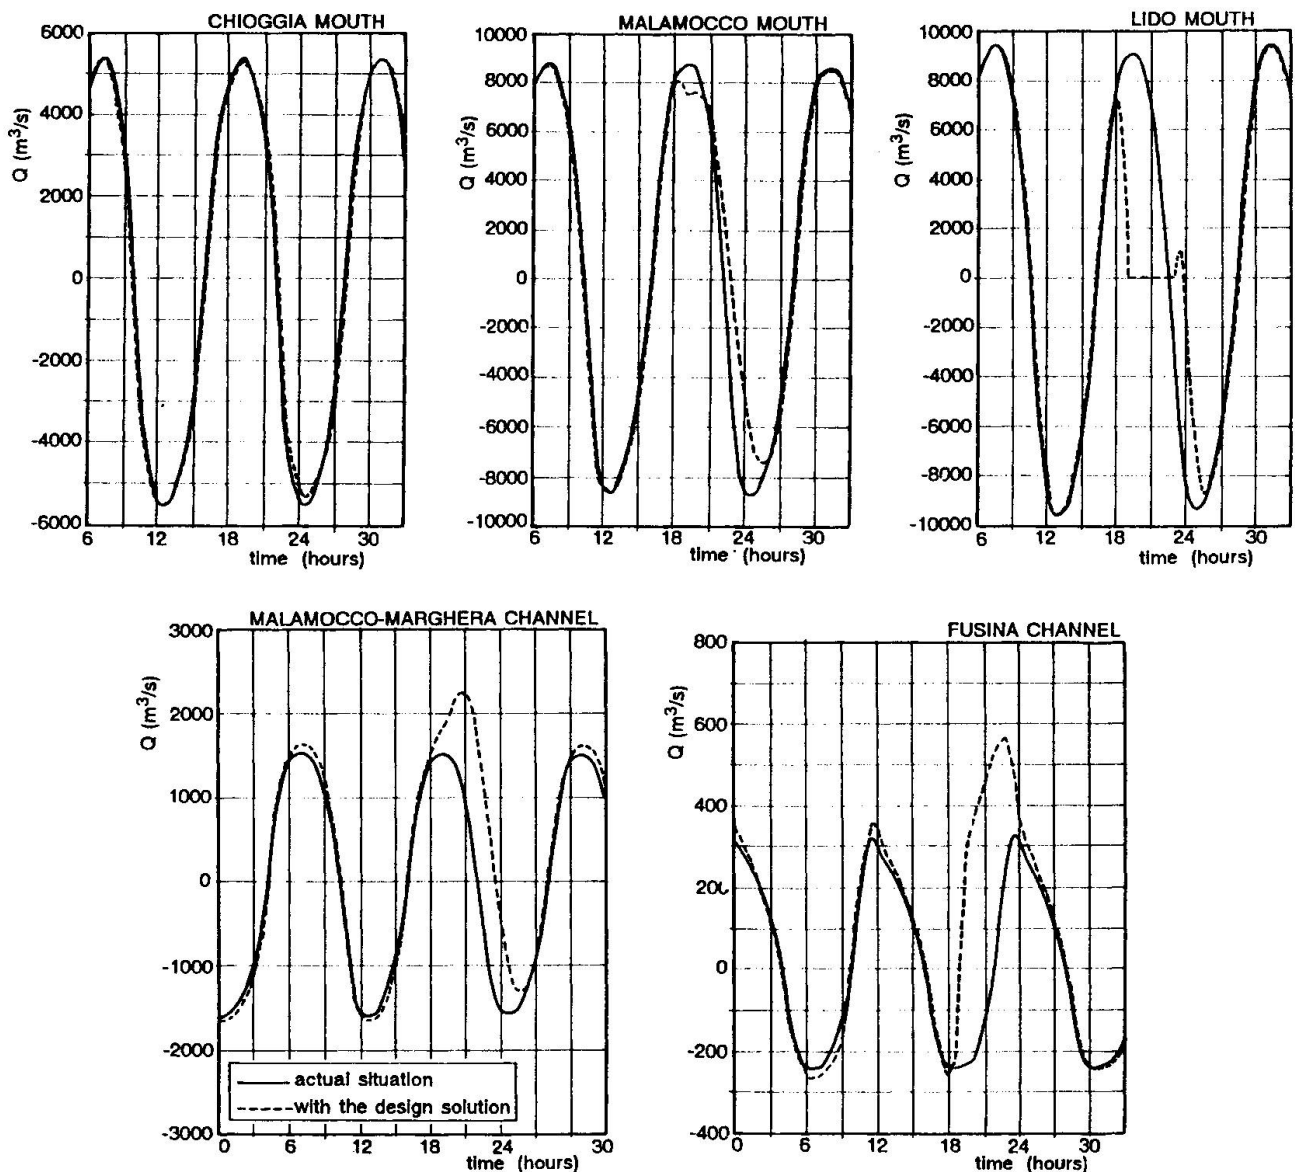 CHIOGGIA MOUTH
6000
4000
2000
0
-2000
-4000
-6000
Q (m³/s)
6 12 18 24 30
time (hours)
MALAMOCCO MOUTH
10000
8000
6000
4000
2000
0
-2000
-4000
-6000
-8000
-10000
Q (m³/s)
6 12 18 24 30
time (hours)
LIDO MOUTH
10000
8000
6000
4000
2000
0
-2000
-4000
-6000
-8000
-10000
Q (m³/s)
6 12 18 24 30
time (hours)
MALAMOCCO-MARGHERA CHANNEL
3000
2000
1000
0
-1000
-2000
-3000
Q (m³/s)
actual situation
with the design solution
0 6 12 18 24 30
time (hours)
FUSINA CHANNEL
800
600
400
200
0
-200
-400
Q (m³/s)
0 6 12 18 24 30
time (hours)